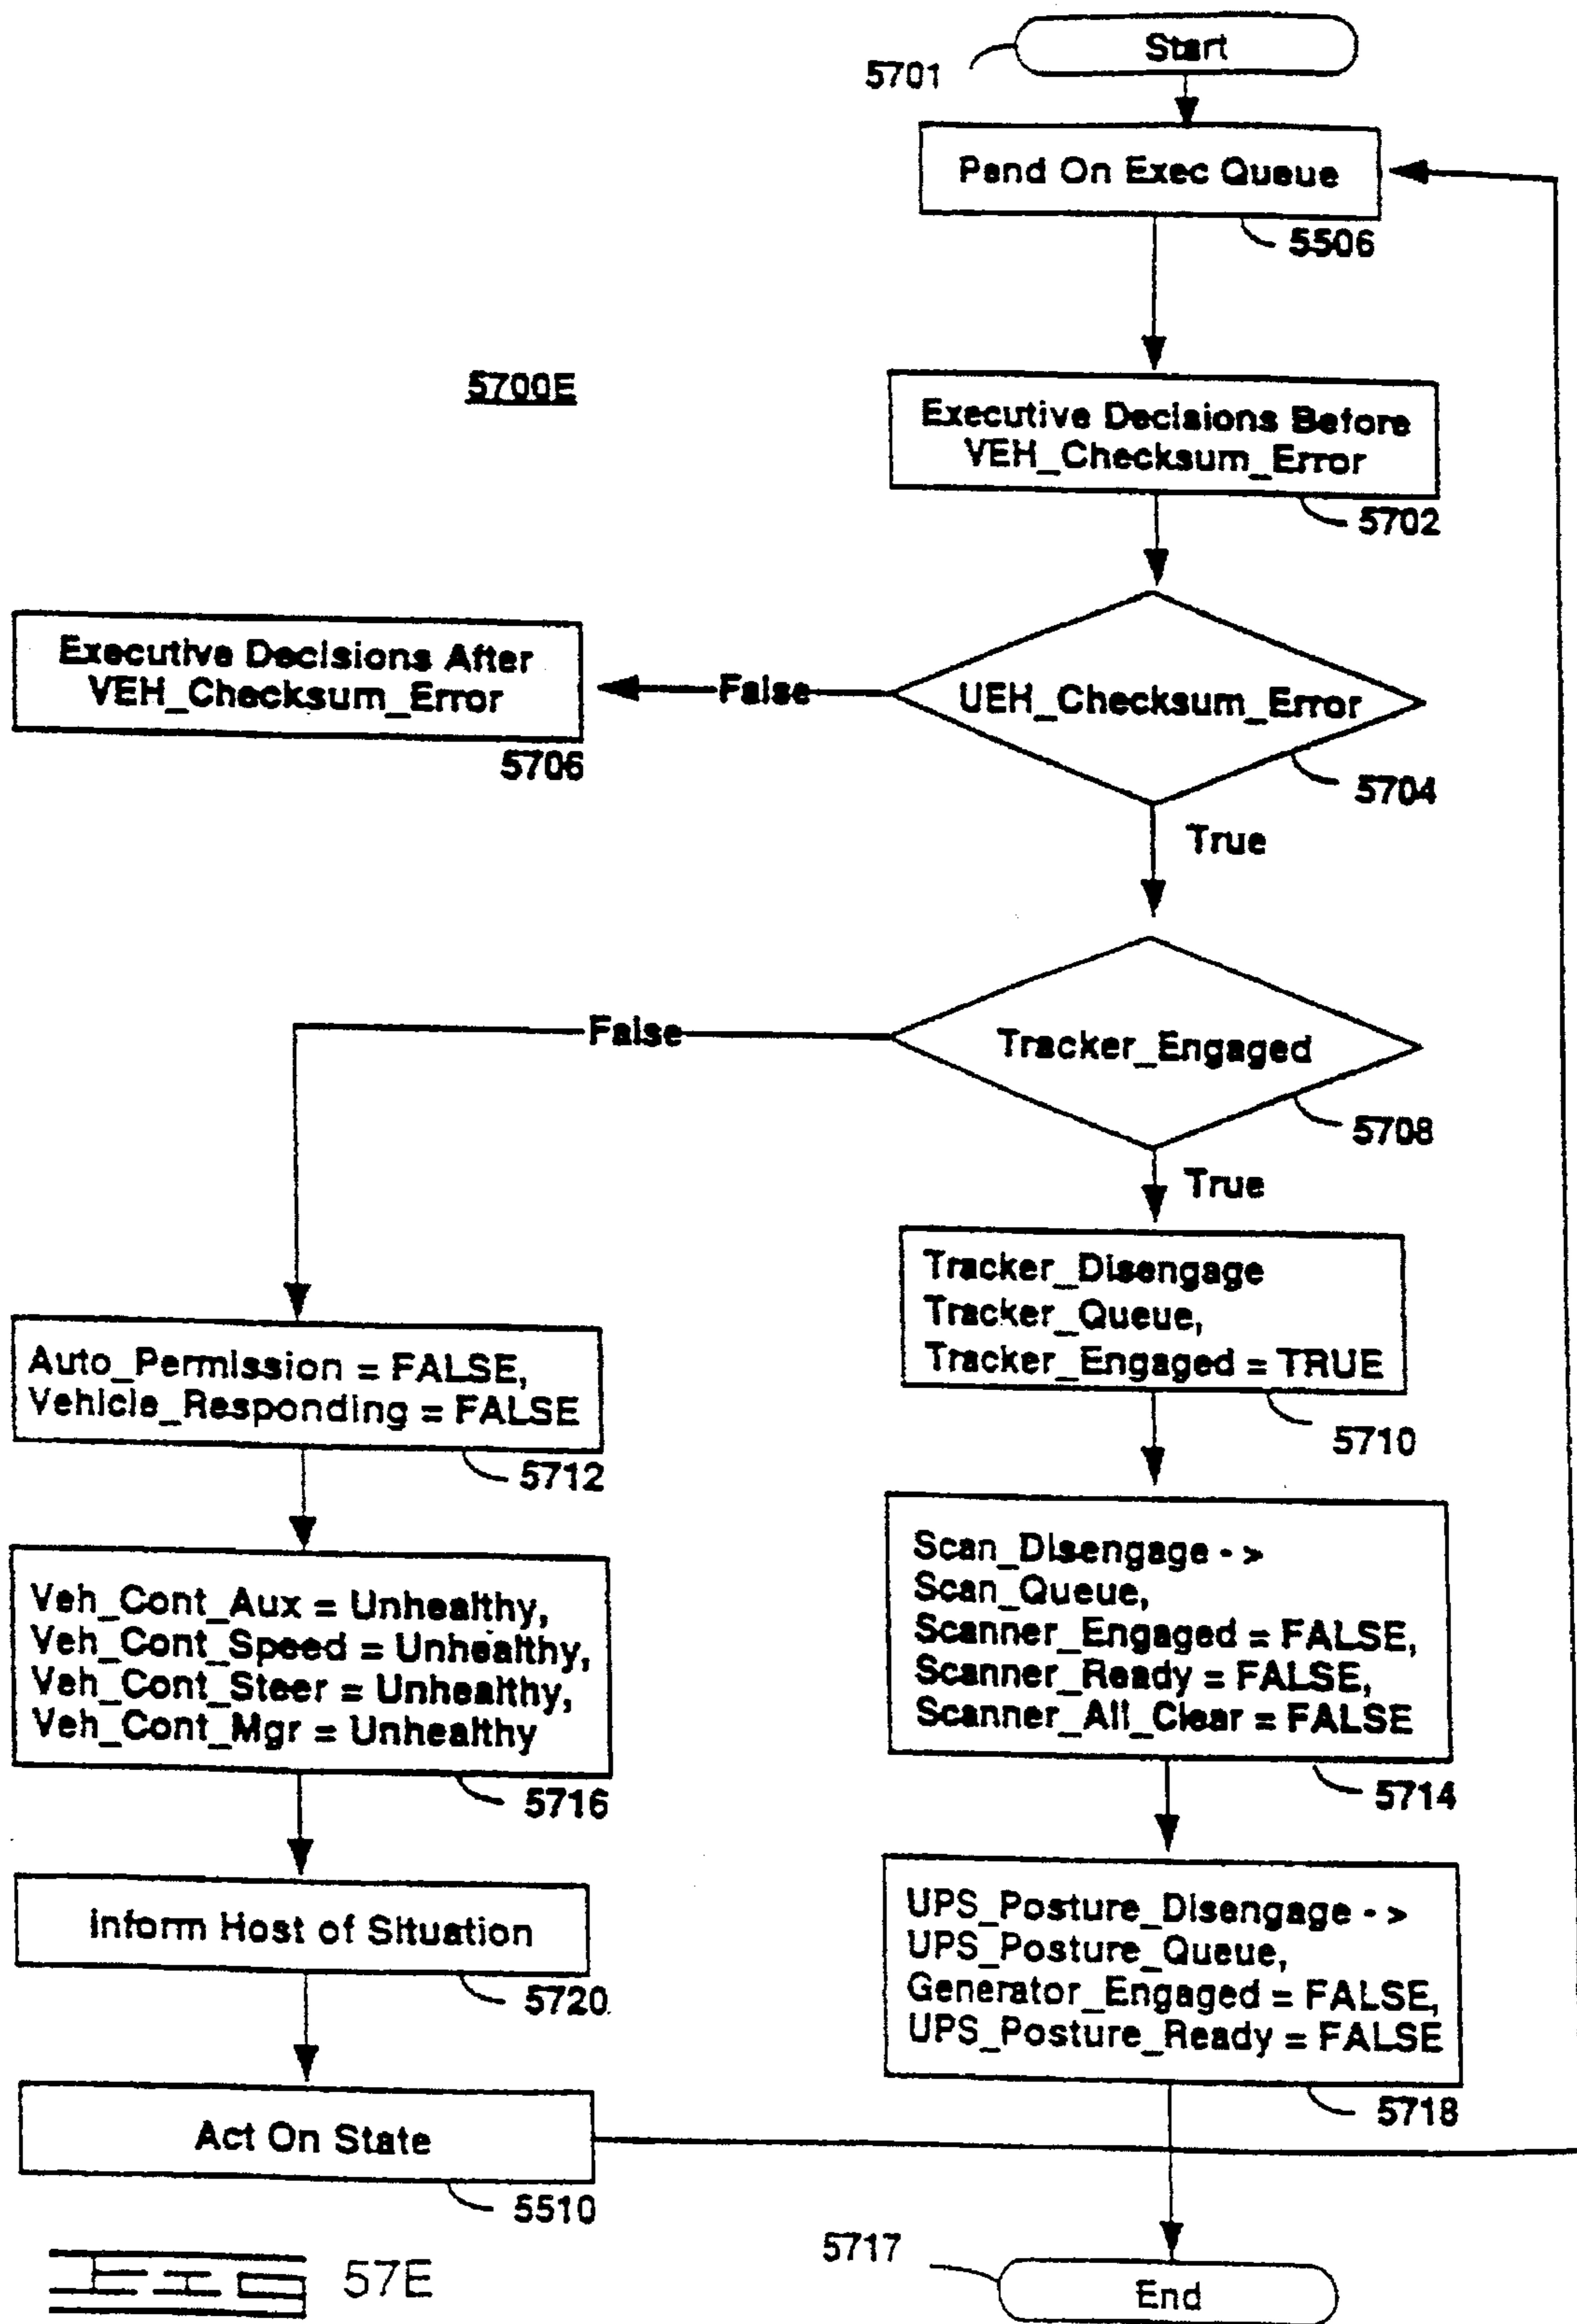 Start
5701
Pend On Exec Queue
5506
5700E
Executive Decisions Before
VEH_Checksum_Error
5702
Executive Decisions After
VEH_Checksum_Error
5706
False
UEH_Checksum_Error
5704
True
False
Tracker_Engaged
5708
True
Tracker_Disengage
Tracker_Queue,
Tracker_Engaged = TRUE
5710
Auto_Permission = FALSE,
Vehicle_Responding = FALSE
5712
Scan_Disengage - >
Scan_Queue,
Scanner_Engaged = FALSE,
Scanner_Ready = FALSE,
Scanner_All_Clear = FALSE
5714
Veh_Cont_Aux = Unhealthy,
Veh_Cont_Speed = Unhealthy,
Veh_Cont_Steer = Unhealthy,
Veh_Cont_Mgr = Unhealthy
5716
UPS_Posture_Disengage - >
UPS_Posture_Queue,
Generator_Engaged = FALSE,
UPS_Posture_Ready = FALSE
5718
Inform Host of Situation
5720
Act On State
5510
5717
End
FIG 57E